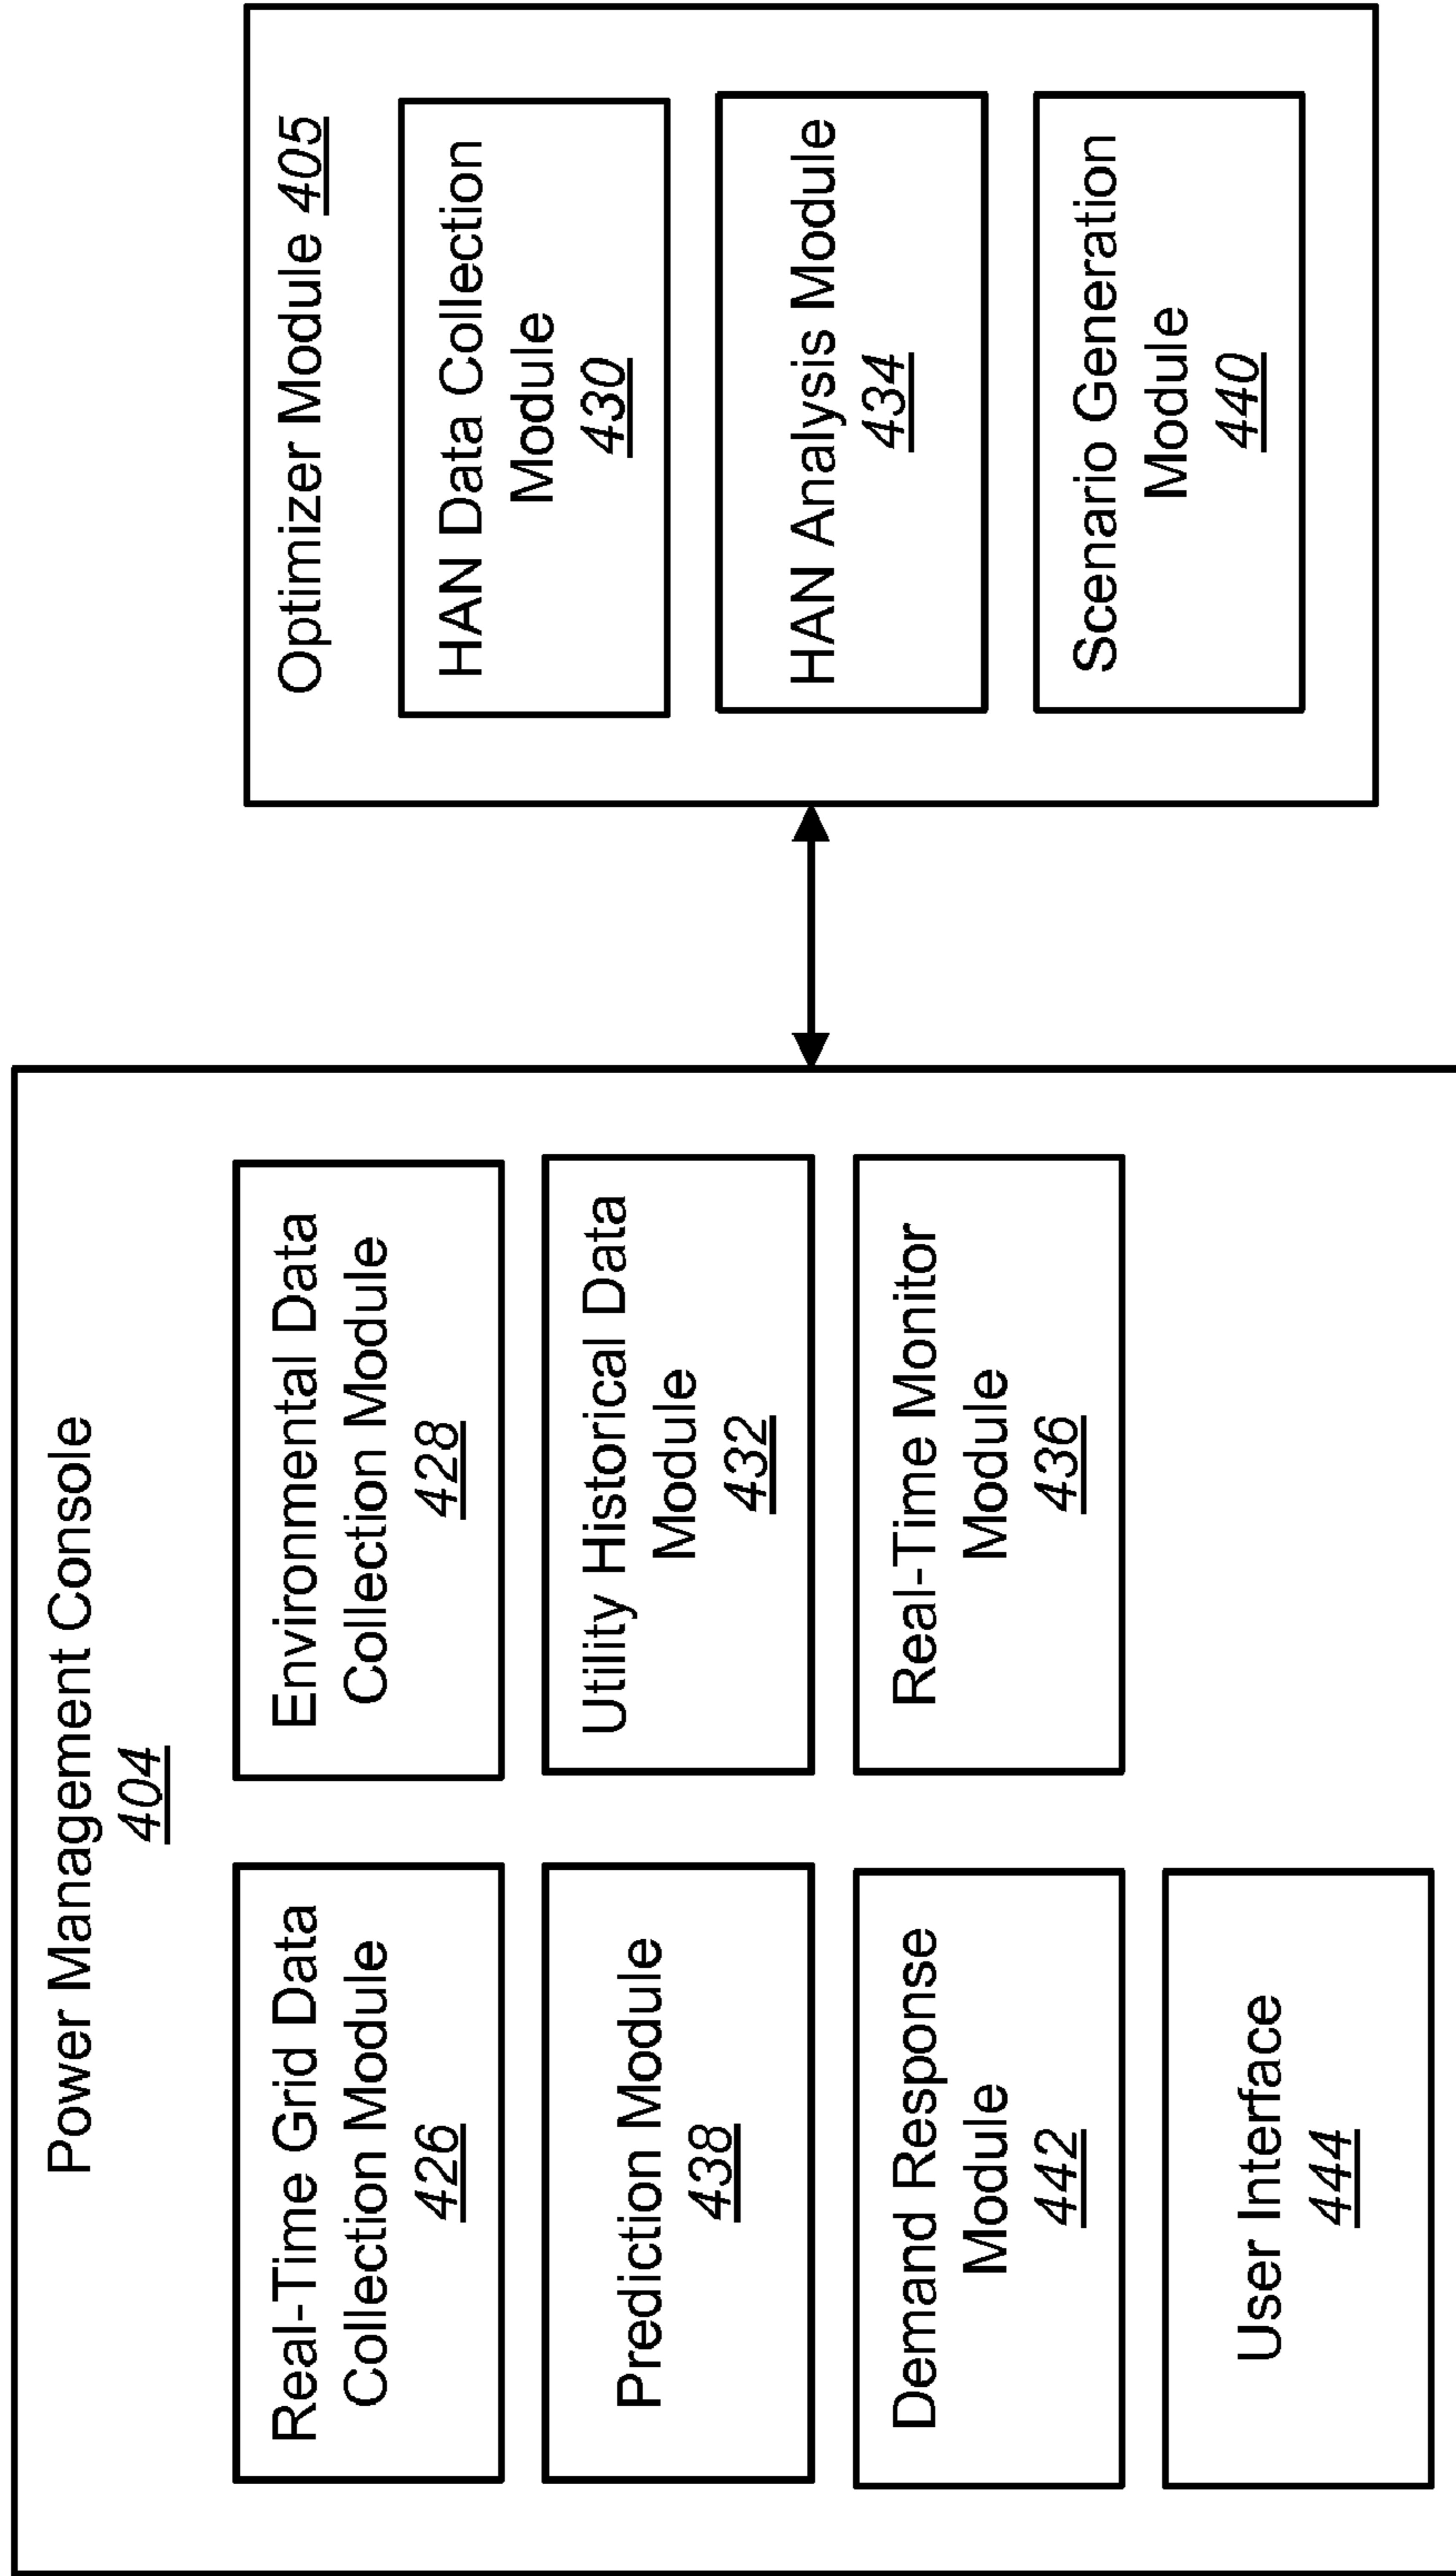 Power Management Console
404
Real-Time Grid Data
Collection Module
426
Environmental Data
Collection Module
428
Prediction Module
438
Utility Historical Data
Module
432
Demand Response
Module
442
Real-Time Monitor
Module
436
User Interface
444
Optimizer Module 405
HAN Data Collection
Module
430
HAN Analysis Module
434
Scenario Generation
Module
440